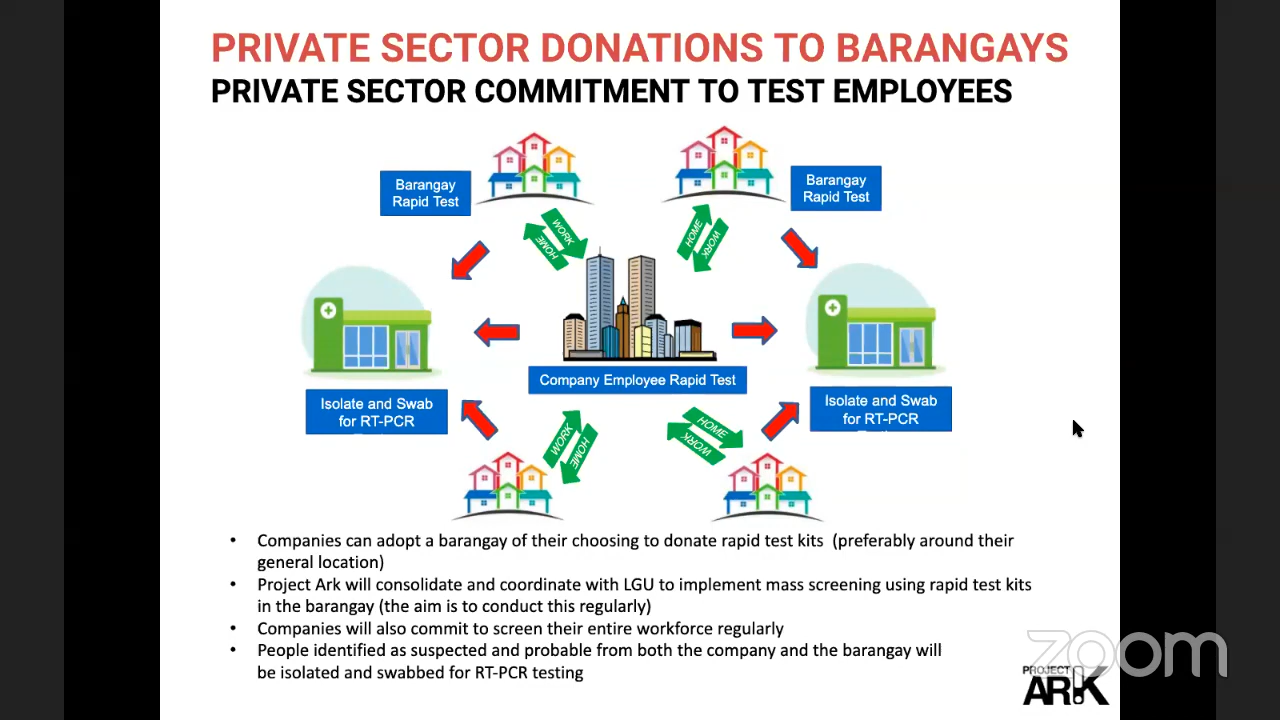 PRIVATE SECTOR DONATIONS TO BARANGAYS
PRIVATE SECTOR COMMITMENT TO TEST EMPLOYEES
Barangay
Rapid Test
Barangay
Rapid Test
WORK
HOME
HOME
WORK
Company Employee Rapid Test
Isolate and Swab
for RT-PCR
Isolate and Swab
for RT-PCR
WORK
HOME
HOME
WORK
• Companies can adopt a barangay of their choosing to donate rapid test kits (preferably around their
general location)
• Project Ark will consolidate and coordinate with LGU to implement mass screening using rapid test kits
in the barangay (the aim is to conduct this regularly)
• Companies will also commit to screen their entire workforce regularly
• People identified as suspected and probable from both the company and the barangay will
be isolated and swabbed for RT-PCR testing
zoom
PROJECT
ARK